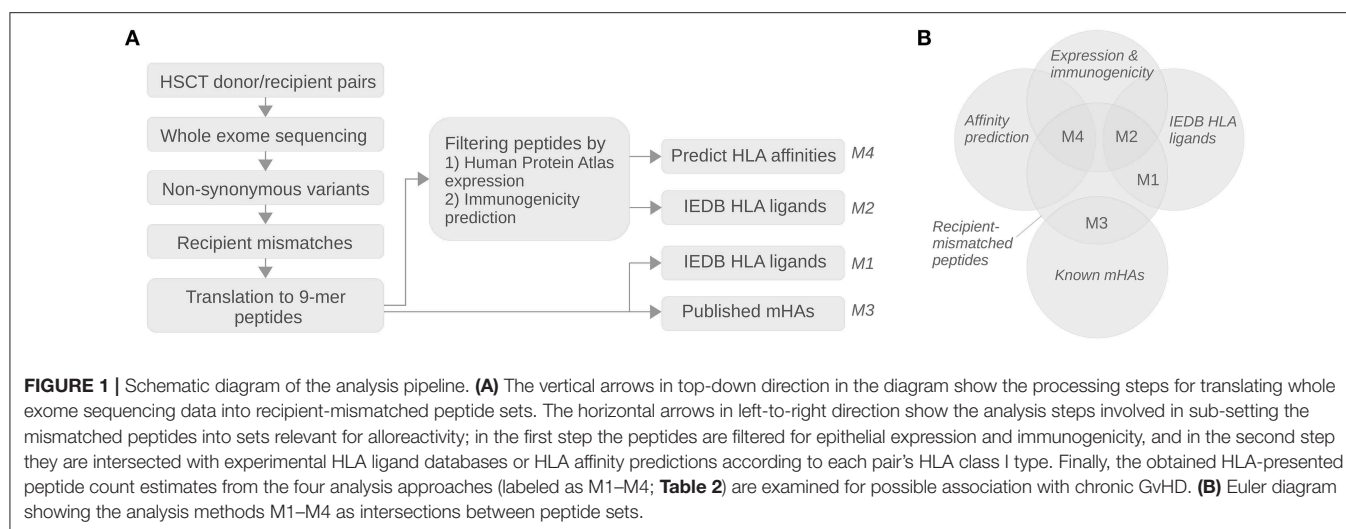 A
HSCT donor/recipient pairs
Whole exome sequencing
Non-synonymous variants
Recipient mismatches
Translation to 9-mer
peptides
Filtering peptides by
1) Human Protein Atlas
expression
2) Immunogenicity
prediction
Predict HLA affinities M4
IEDB HLA ligands M2
IEDB HLA ligands M1
Published mHAs M3
B
Expression &
immunogenicity
Affinity
prediction
IEDB HLA
ligands
M4
M2
M1
M3
Recipient-
mismatched
peptides
Known mHAs
FIGURE 1 | Schematic diagram of the analysis pipeline. (A) The vertical arrows in top-down direction in the diagram show the processing steps for translating whole
exome sequencing data into recipient-mismatched peptide sets. The horizontal arrows in left-to-right direction show the analysis steps involved in sub-setting the
mismatched peptides into sets relevant for alloreactivity; in the first step the peptides are filtered for epithelial expression and immunogenicity, and in the second step
they are intersected with experimental HLA ligand databases or HLA affinity predictions according to each pair's HLA class I type. Finally, the obtained HLA-presented
peptide count estimates from the four analysis approaches (labeled as M1–M4; Table 2) are examined for possible association with chronic GvHD. (B) Euler diagram
showing the analysis methods M1–M4 as intersections between peptide sets.